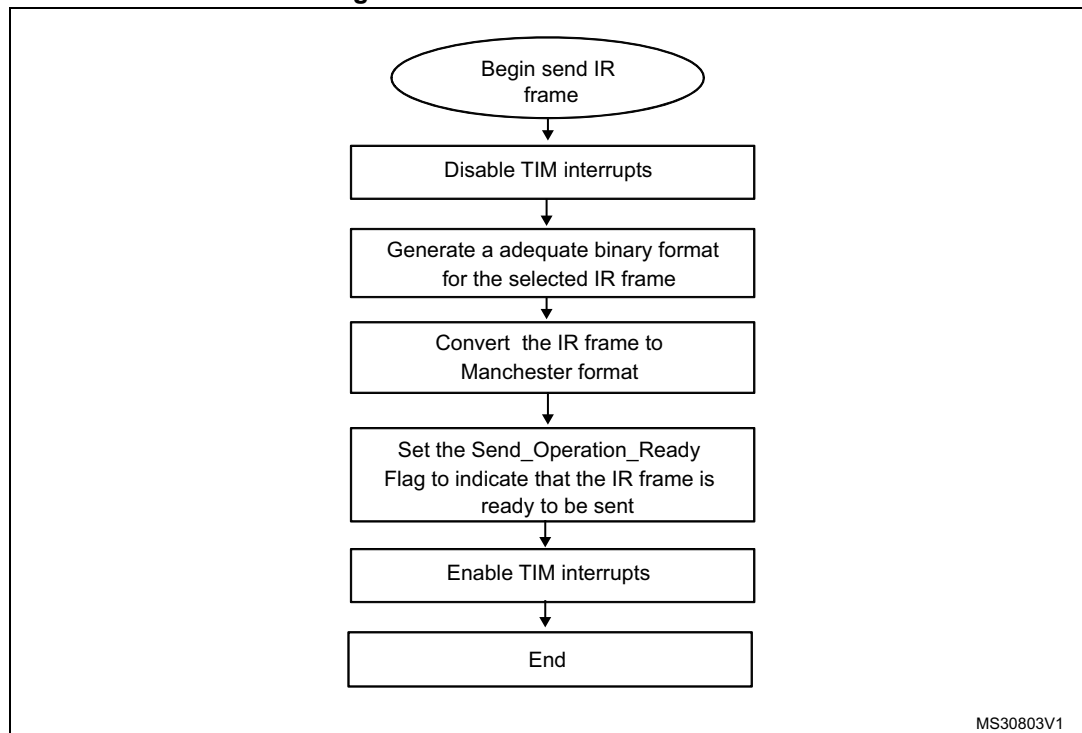 Begin send IR
frame
Disable TIM interrupts
Generate a adequate binary format
for the selected IR frame
Convert the IR frame to
Manchester format
Set the Send_Operation_Ready
Flag to indicate that the IR frame is
ready to be sent
Enable TIM interrupts
End
MS30803V1